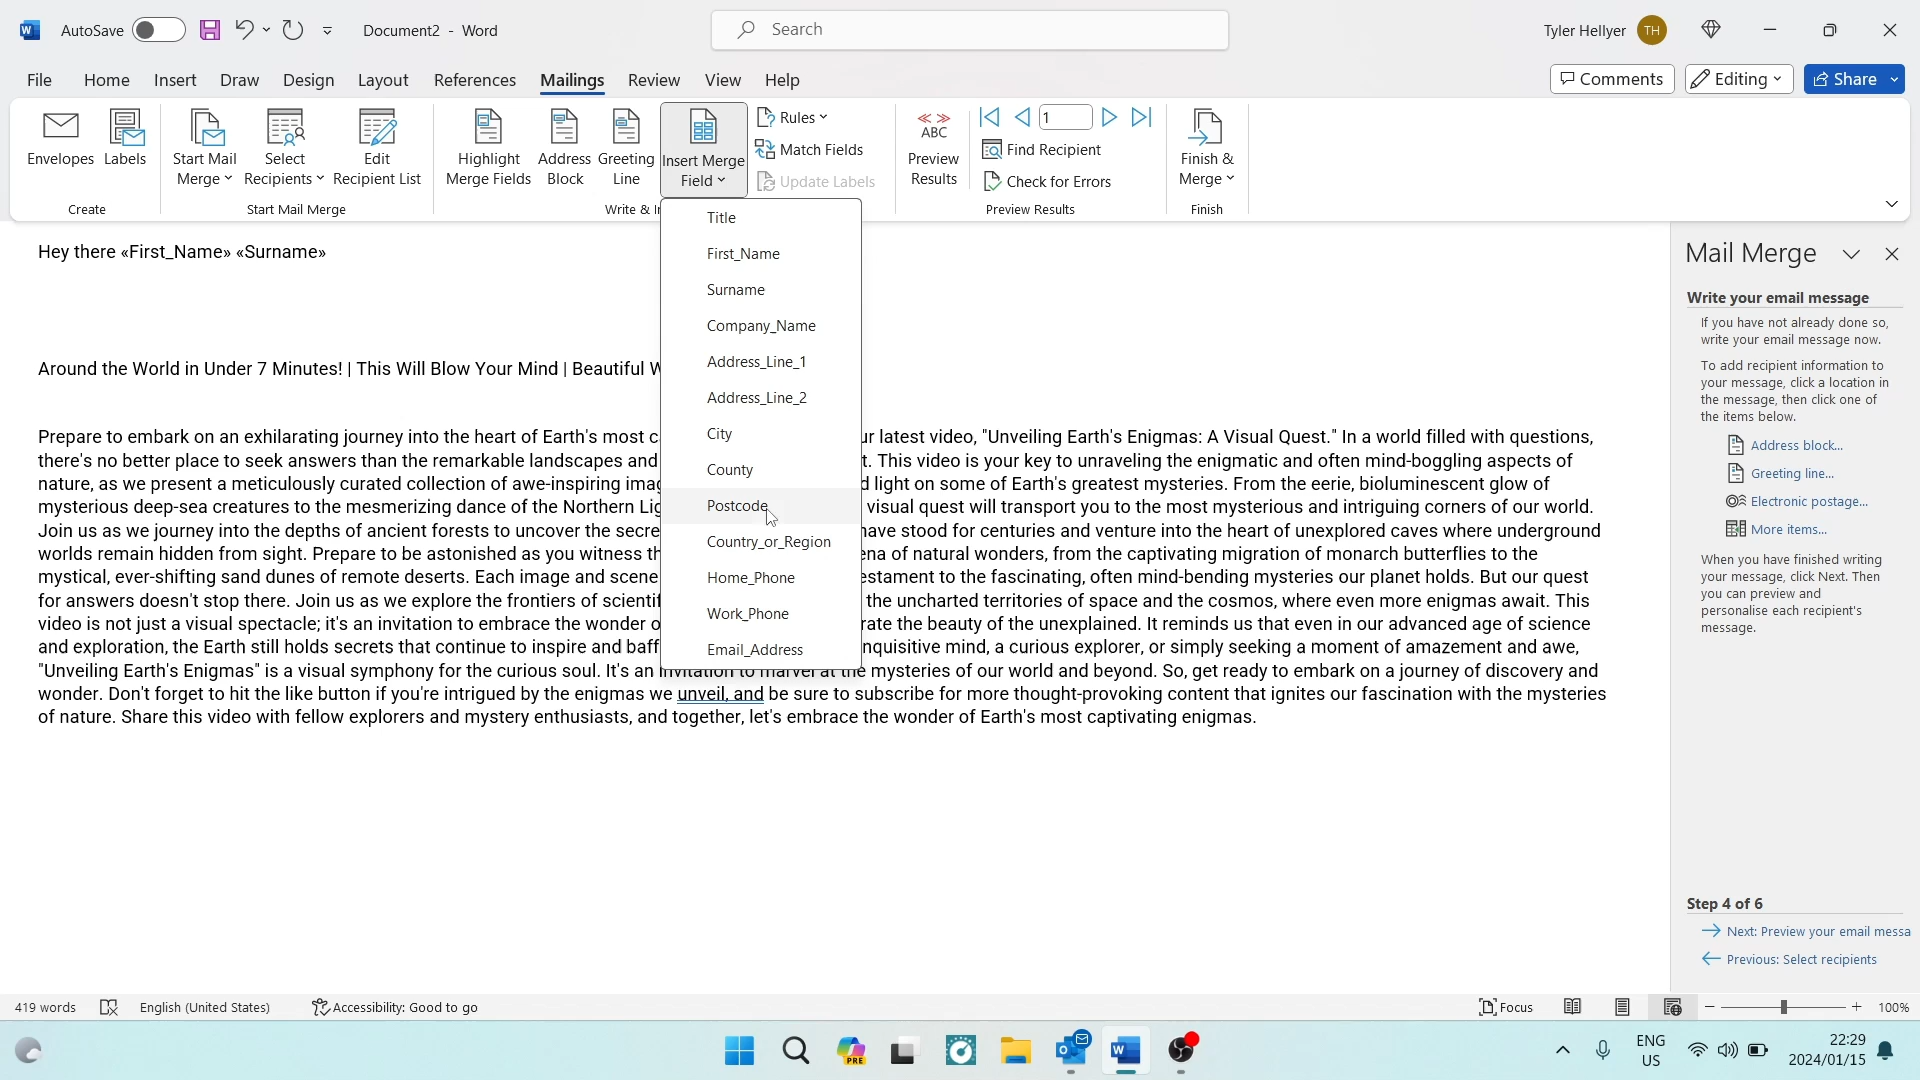 AutoSave
Document2 - Word
Search
Tyler Hellyer TH
File Home Insert Draw Design Layout References Mailings Review View Help
Comments Editing Share
Envelopes Labels
Create
Start Mail Merge
Select Recipients
Edit Recipient List
Start Mail Merge
Highlight Merge Fields
Address Block
Greeting Line
Insert Merge Field
Rules
Match Fields
Update Labels
Write & I
ABC
Preview Results
1
Find Recipient
Check for Errors
Preview Results
Finish & Merge
Finish
Title
First_Name
Surname
Company_Name
Address_Line_1
Address_Line_2
City
County
Postcode
Country_or_Region
Home_Phone
Work_Phone
Email_Address
Hey there «First_Name» «Surname»
Around the World in Under 7 Minutes! | This Will Blow Your Mind | Beautiful
Prepare to embark on an exhilarating journey into the heart of Earth's most latest video, "Unveiling Earth's Enigmas: A Visual Quest." In a world filled with questions,
there's no better place to seek answers than the remarkable landscapes and This video is your key to unraveling the enigmatic and often mind-boggling aspects of
nature, as we present a meticulously curated collection of awe-inspiring light on some of Earth's greatest mysteries. From the eerie, bioluminescent glow of
mysterious deep-sea creatures to the mesmerizing dance of the Northern visual quest will transport you to the most mysterious and intriguing corners of our world.
Join us as we journey into the depths of ancient forests to uncover the have stood for centuries and venture into the heart of unexplored caves where underground
worlds remain hidden from sight. Prepare to be astonished as you witness of natural wonders, from the captivating migration of monarch butterflies to the
mystical, ever-shifting sand dunes of remote deserts. Each image and scene to the fascinating, often mind-bending mysteries our planet holds. But our quest
for answers doesn't stop there. Join us as we explore the frontiers of the uncharted territories of space and the cosmos, where even more enigmas await. This
video is not just a visual spectacle; it's an invitation to embrace the wonder the beauty of the unexplained. It reminds us that even in our advanced age of science
and exploration, the Earth still holds secrets that continue to inspire and mind, a curious explorer, or simply seeking a moment of amazement and awe,
"Unveiling Earth's Enigmas" is a visual symphony for the curious soul. It's an invitation to marvel at the mysteries of our world and beyond. So, get ready to embark on a journey of discovery and
wonder. Don't forget to hit the like button if you're intrigued by the enigmas we unveil, and be sure to subscribe for more thought-provoking content that ignites our fascination with the mysteries
of nature. Share this video with fellow explorers and mystery enthusiasts, and together, let's embrace the wonder of Earth's most captivating enigmas.
Mail Merge
Write your email message
If you have not already done so,
write your email message now.
To add recipient information to
your message, click a location in
the message, then click one of
the items below.
Address block...
Greeting line...
Electronic postage...
More items...
When you have finished writing
your message, click Next. Then
you can preview and
personalise each recipient's
message.
Step 4 of 6
Next: Preview your email messa
Previous: Select recipients
419 words English (United States) Accessibility: Good to go
Focus 100%
PRE
ENG
US
22:29
2024/01/15